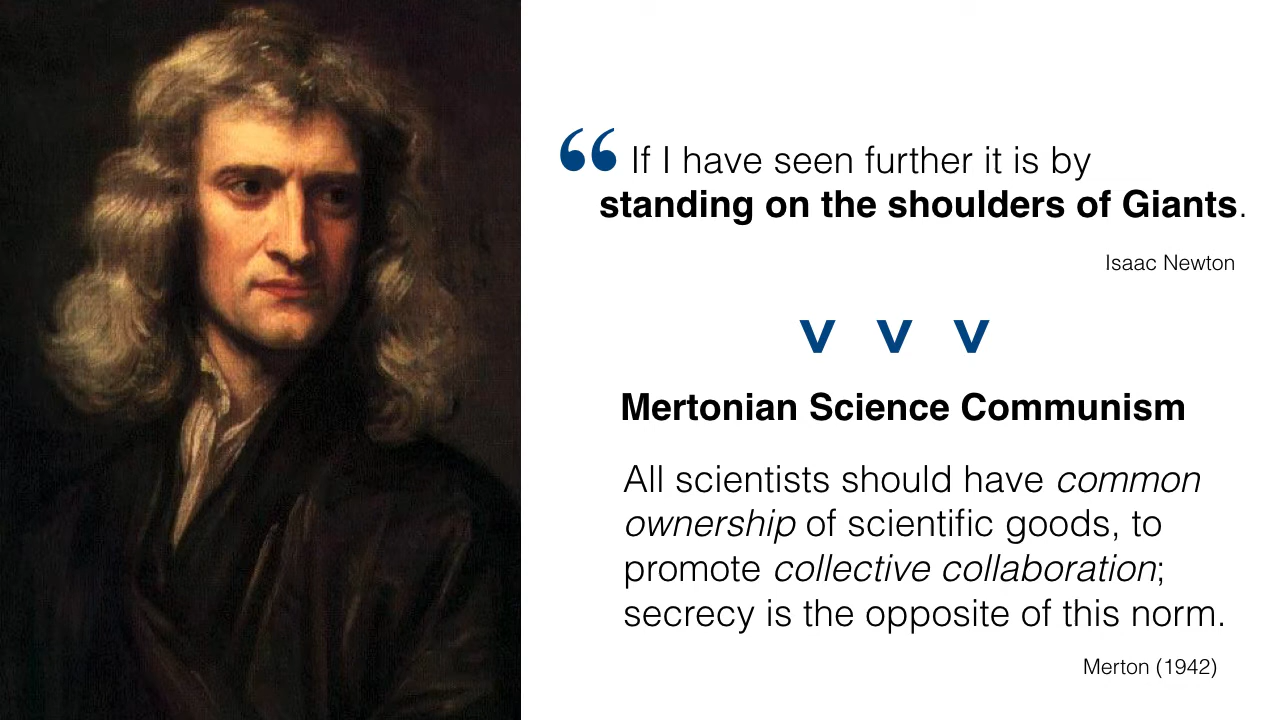 “ If I have seen further it is by
standing on the shoulders of Giants.
Isaac Newton
v v v
Mertonian Science Communism
All scientists should have common
ownership of scientific goods, to
promote collective collaboration;
secrecy is the opposite of this norm.
Merton (1942)